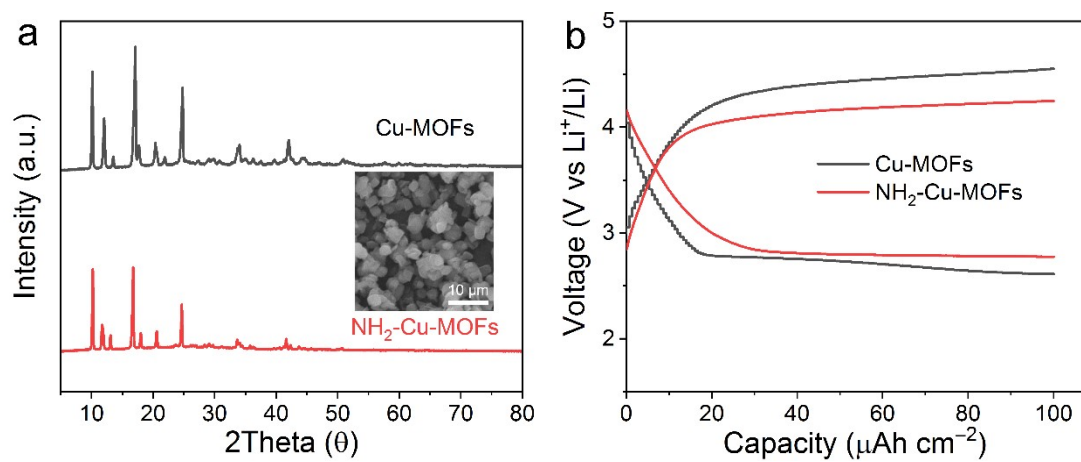 a
Intensity (a.u.)
Cu-MOFs
10 μm
NH₂-Cu-MOFs
10 20 30 40 50 60 70 80
2Theta (θ)
b
Voltage (V vs Li⁺/Li)
5
4
3
2
Cu-MOFs
NH₂-Cu-MOFs
0 20 40 60 80 100
Capacity (μAh cm⁻²)